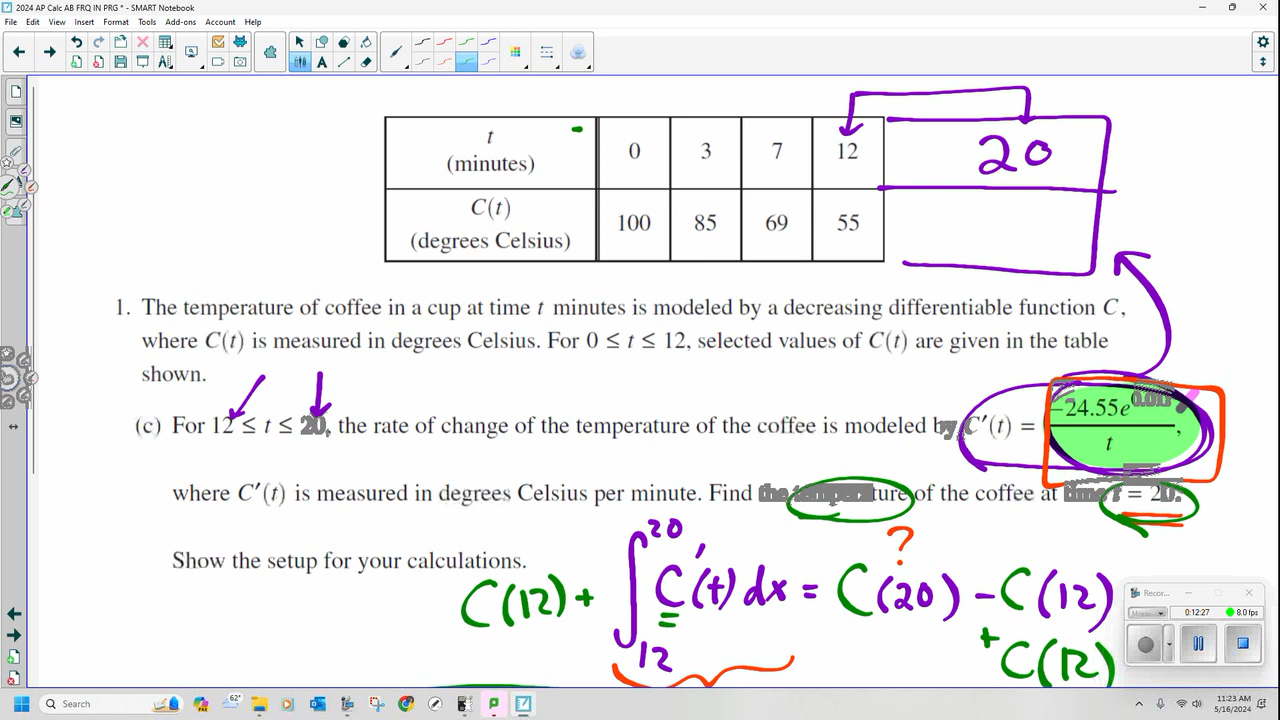 2024 AP Calc AB FRQ IN PRG * - SMART Notebook
File Edit View Insert Format Tools Add-ons Account Help
t (minutes) 0 3 7 12 20
C(t) (degrees Celsius) 100 85 69 55
1. The temperature of coffee in a cup at time t minutes is modeled by a decreasing differentiable function C,
where C(t) is measured in degrees Celsius. For 0 ≤ t ≤ 12, selected values of C(t) are given in the table
shown.
(c) For 12 ≤ t ≤ 20, the rate of change of the temperature of the coffee is modeled by C′(t) = −24.55e / t,
where C′(t) is measured in degrees Celsius per minute. Find the temperature of the coffee at time t = 20.
Show the setup for your calculations.
?
C(12) + ∫₁₂²⁰ C′(t) dx = C(20) − C(12)
+ C(12)
Recor...
0:12:27 8.0 fps
Search
62°
11:23 AM
5/16/2024